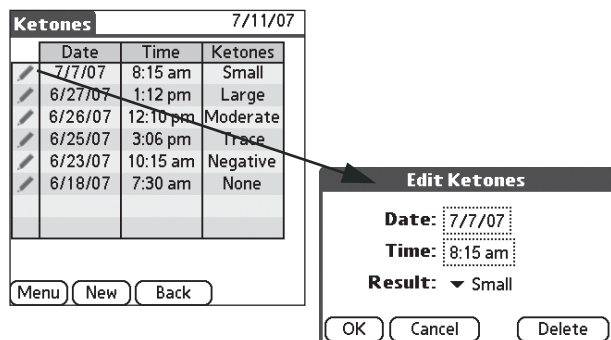 Ketones 7/11/07
Date Time Ketones
7/7/07 8:15 am Small
6/27/07 1:12 pm Large
6/26/07 12:10 pm Moderate
6/25/07 3:06 pm Trace
6/23/07 10:15 am Negative
6/18/07 7:30 am None
Menu New Back
Edit Ketones
Date: 7/7/07
Time: 8:15 am
Result: Small
OK Cancel Delete